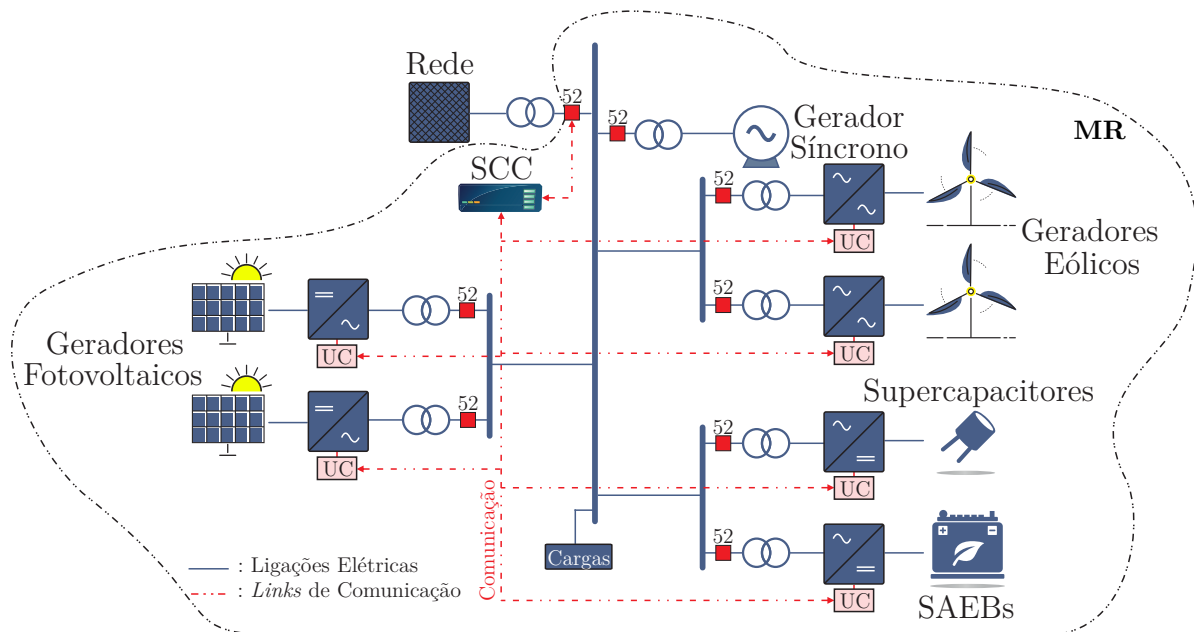 Rede
52
52
Gerador
Síncrono
MR
SCC
52
UC
Geradores
Eólicos
52
UC
52
UC
Geradores
Fotovoltaicos
52
UC
Supercapacitores
52
UC
Comunicação
Cargas
52
UC
SAEBs
: Ligações Elétricas
: Links de Comunicação